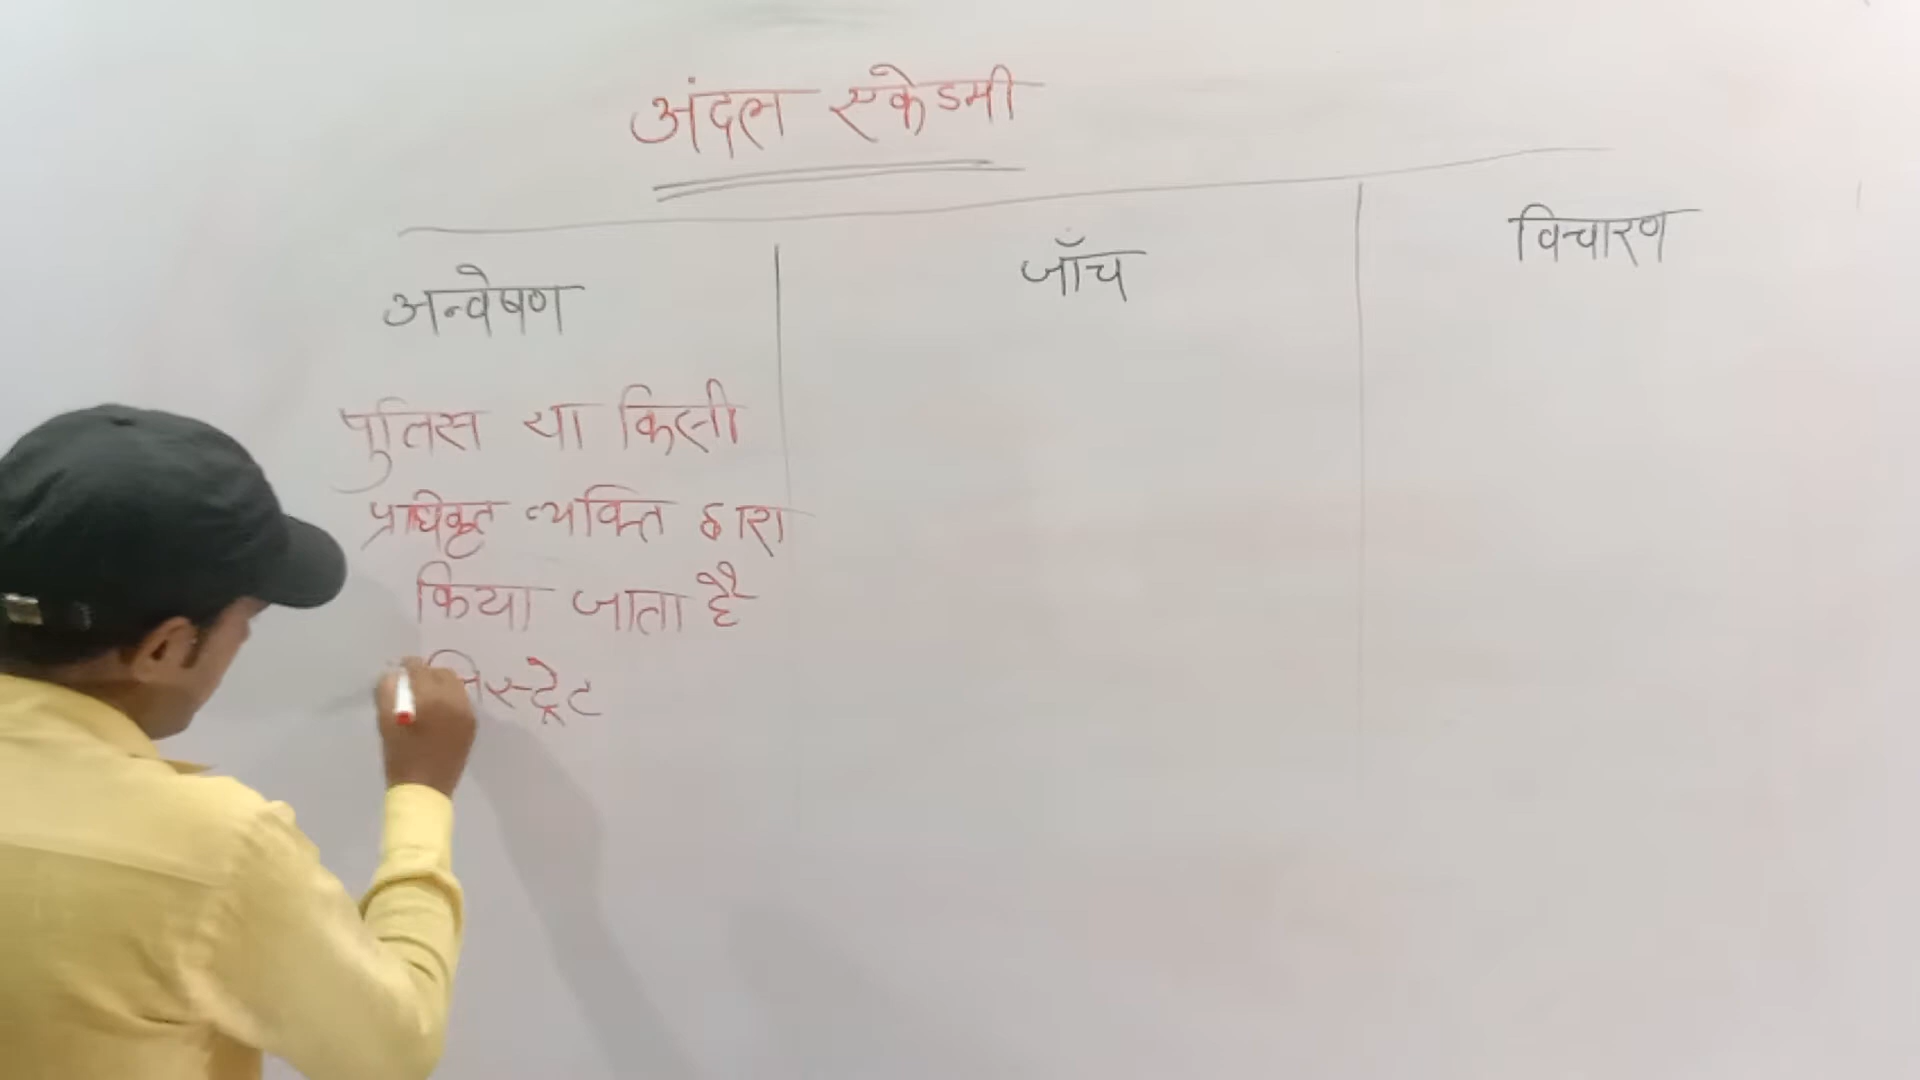 अंदल एकेडमी
अन्वेषण
जाँच
विचारण
पुलिस या किसी
प्राधिकृत व्यक्ति द्वारा
किया जाता है